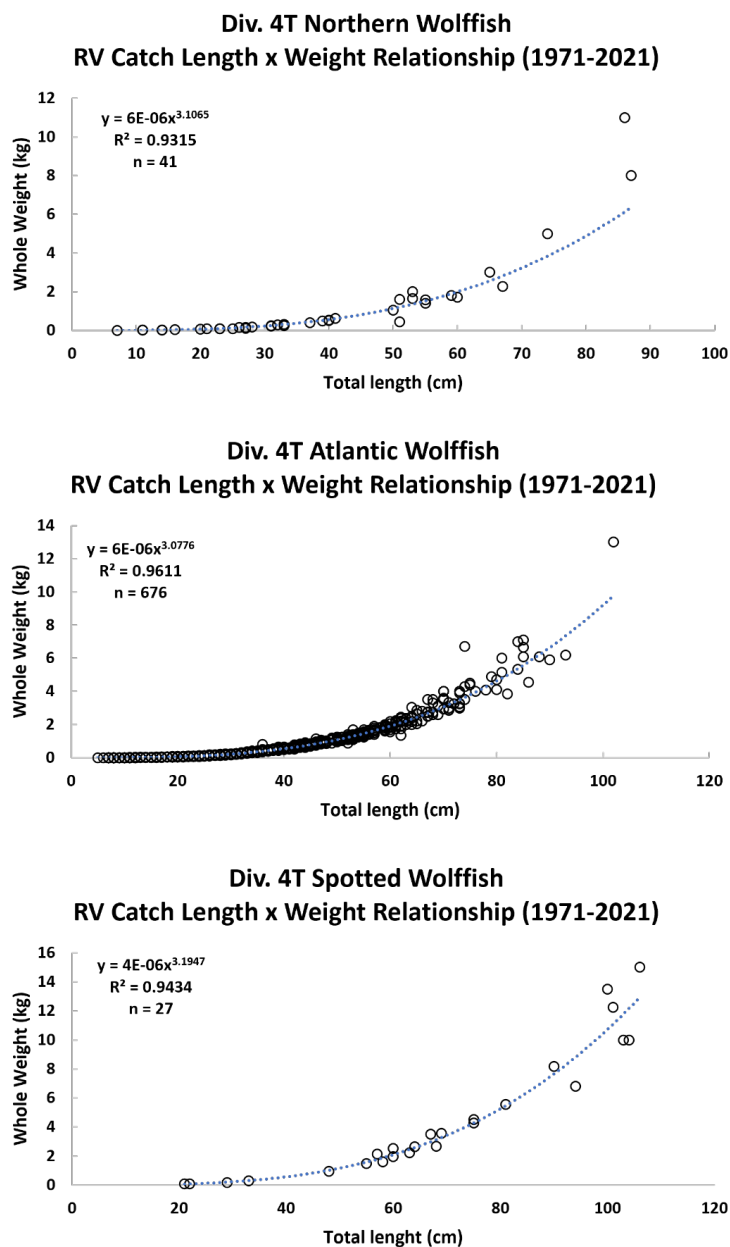 Div. 4T Northern Wolffish
RV Catch Length x Weight Relationship (1971-2021)
12
10
8
6
4
2
0
Whole Weight (kg)
y = 6E-06x^3.1065
R² = 0.9315
n = 41
0 10 20 30 40 50 60 70 80 90 100
Total length (cm)
Div. 4T Atlantic Wolffish
RV Catch Length x Weight Relationship (1971-2021)
14
12
10
8
6
4
2
0
Whole Weight (kg)
y = 6E-06x^3.0776
R² = 0.9611
n = 676
0 20 40 60 80 100 120
Total length (cm)
Div. 4T Spotted Wolffish
RV Catch Length x Weight Relationship (1971-2021)
16
14
12
10
8
6
4
2
0
Whole Weight (kg)
y = 4E-06x^3.1947
R² = 0.9434
n = 27
0 20 40 60 80 100 120
Total lenght (cm)